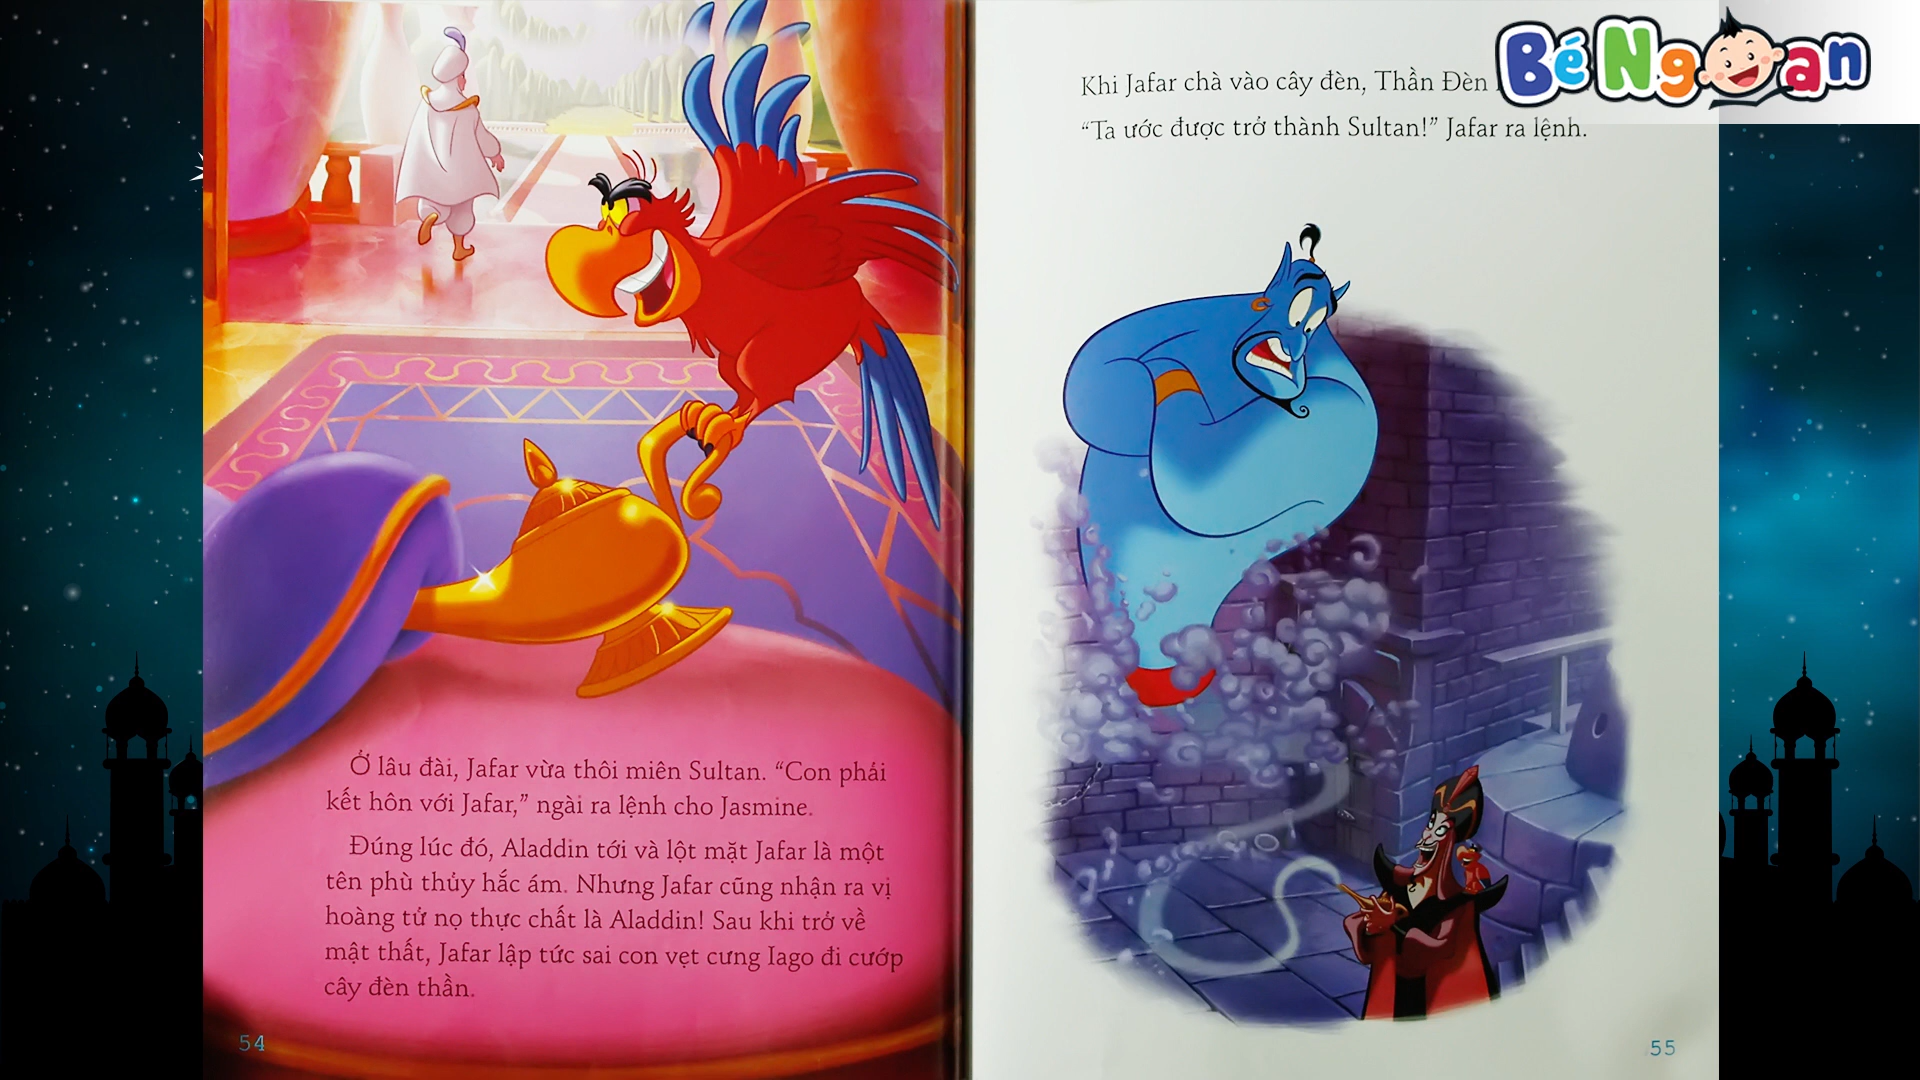 Ở lâu đài, Jafar vừa thôi miên Sultan. “Con phải
kết hôn với Jafar,” ngài ra lệnh cho Jasmine.
Đúng lúc đó, Aladdin tới và lột mặt Jafar là một
tên phù thủy hắc ám. Nhưng Jafar cũng nhận ra vị
hoàng tử nọ thực chất là Aladdin! Sau khi trở về
mật thất, Jafar lập tức sai con vẹt cưng Iago đi cướp
cây đèn thần.
54
Khi Jafar chà vào cây đèn, Thần Đèn
“Ta ước được trở thành Sultan!” Jafar ra lệnh.
55
Bé Ngoan